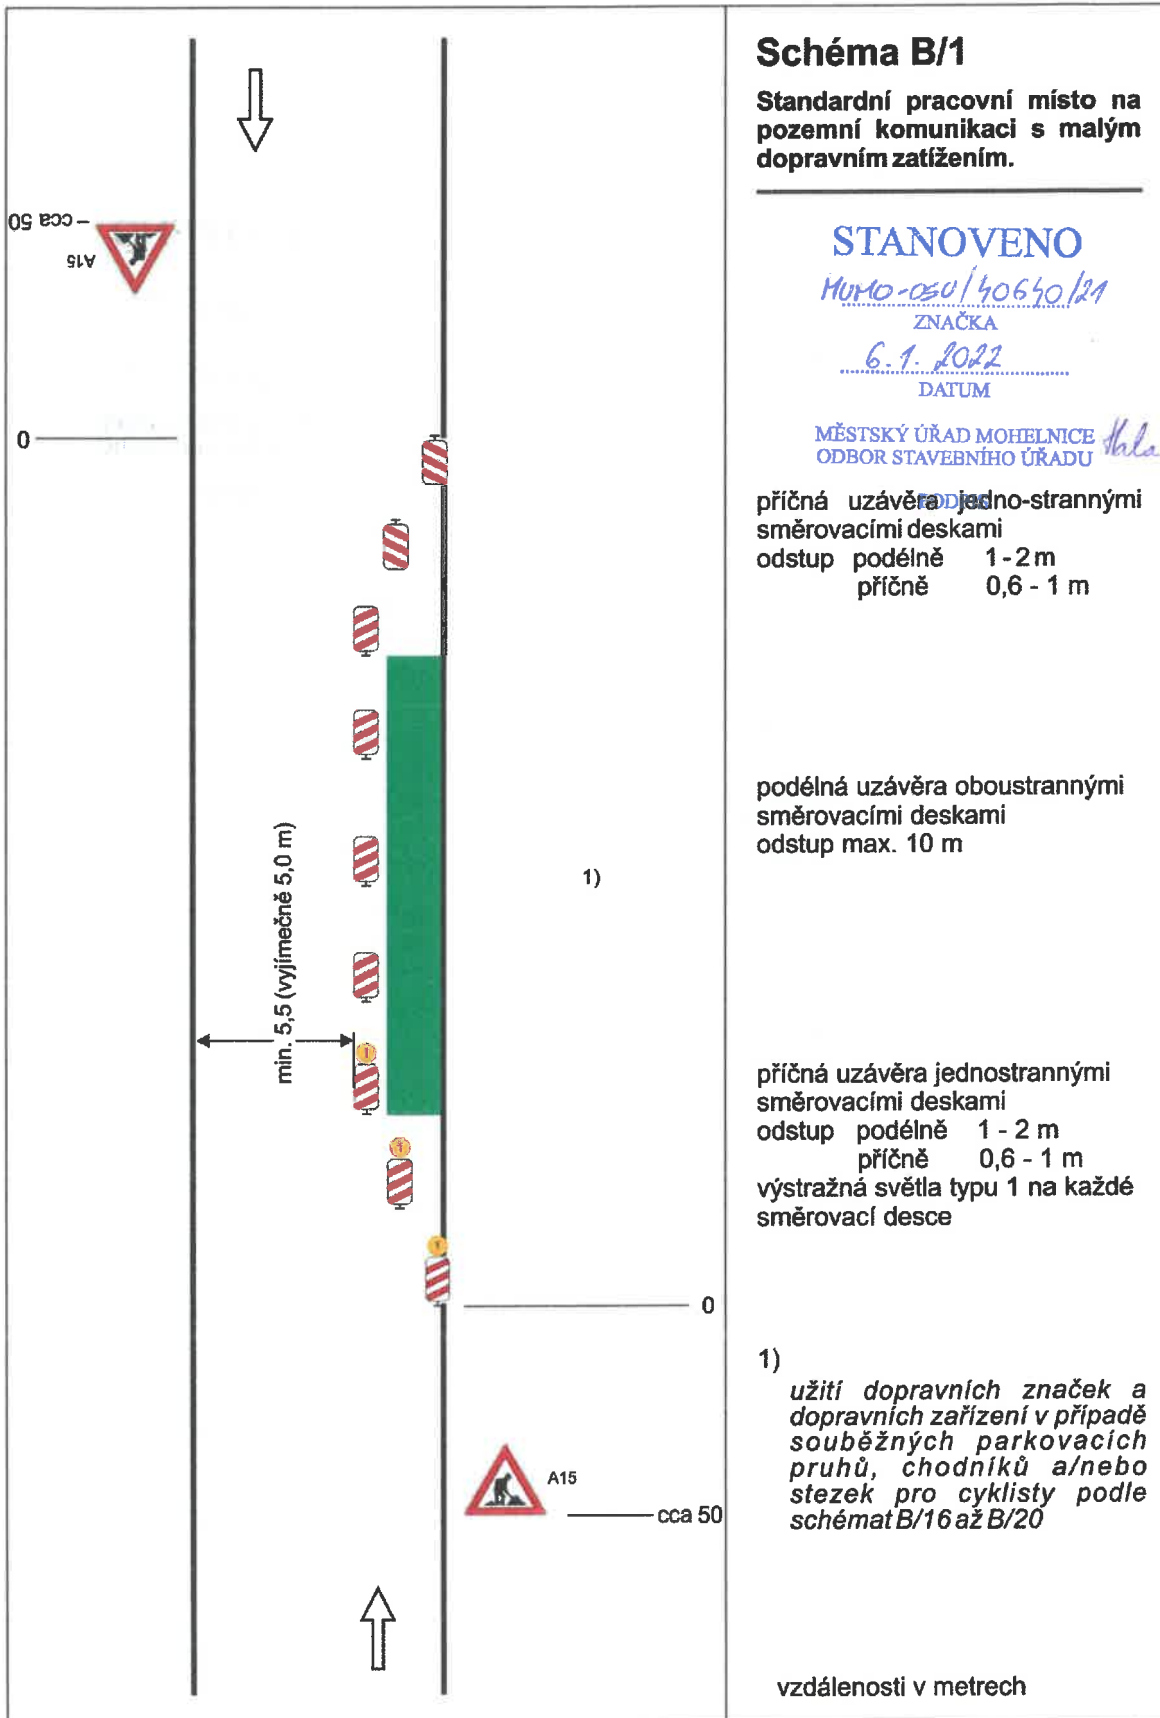 Schéma B/1
Standardní pracovní místo na
pozemní komunikaci s malým
dopravním zatížením.
STANOVENO
MUMO-OSU/40640/21
ZNAČKA
6. 1. 2022
DATUM
MĚSTSKÝ ÚŘAD MOHELNICE
ODBOR STAVEBNÍHO ÚŘADU
příčná uzávěra jedno-strannými
směrovacími deskami
odstup podélně 1 - 2 m
příčně 0,6 - 1 m
podélná uzávěra oboustrannými
směrovacími deskami
odstup max. 10 m
příčná uzávěra jednostrannými
směrovacími deskami
odstup podélně 1 - 2 m
příčně 0,6 - 1 m
výstražná světla typu 1 na každé
směrovací desce
1)
užití dopravních značek a
dopravních zařízení v případě
souběžných parkovacích
pruhů, chodníků a/nebo
stezek pro cyklisty podle
schémat B/16 až B/20
vzdálenosti v metrech
cca 50
A15
0
min. 5,5 (vyjímečně 5,0 m)
1)
1
1
1
0
A15
cca 50